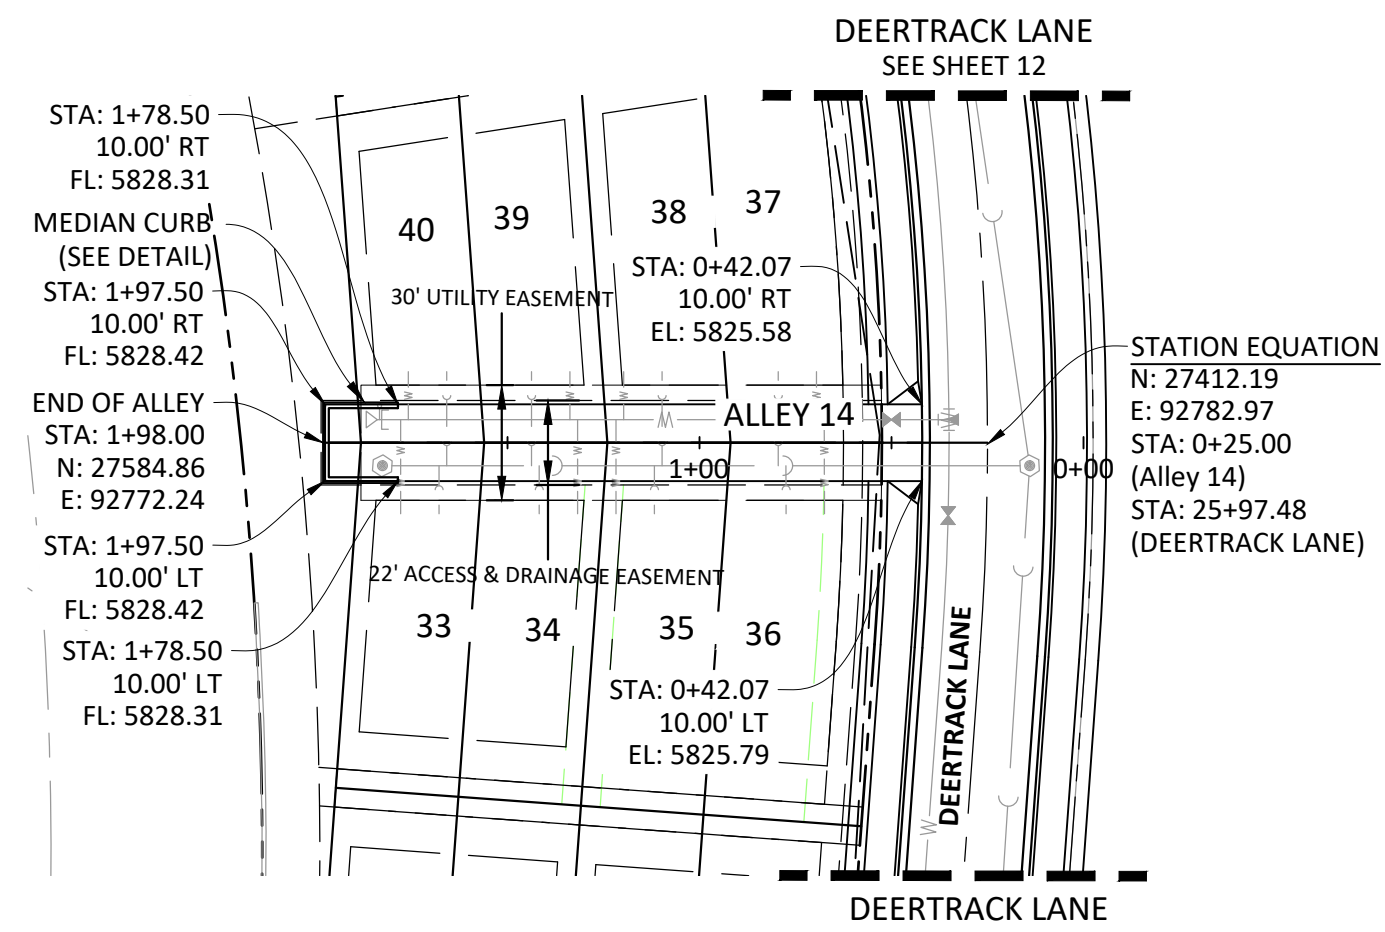 DEERTRACK LANE
SEE SHEET 12
STA: 1+78.50
10.00' RT
FL: 5828.31
MEDIAN CURB
(SEE DETAIL)
STA: 1+97.50
10.00' RT
FL: 5828.42
END OF ALLEY
STA: 1+98.00
N: 27584.86
E: 92772.24
STA: 1+97.50
10.00' LT
FL: 5828.42
STA: 1+78.50
10.00' LT
FL: 5828.31
40
39
38
37
30' UTILITY EASEMENT
STA: 0+42.07
10.00' RT
EL: 5825.58
ALLEY 14
1+00
0+00
22' ACCESS & DRAINAGE EASEMENT
33
34
35
36
STA: 0+42.07
10.00' LT
EL: 5825.79
DEERTRACK LANE
STATION EQUATION
N: 27412.19
E: 92782.97
STA: 0+25.00
(Alley 14)
STA: 25+97.48
(DEERTRACK LANE)
DEERTRACK LANE